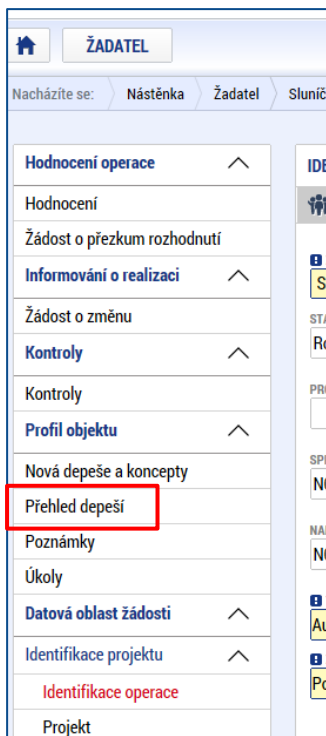 ŽADATEL
Nacházíte se: Nástěnka Žadatel
Hodnocení operace
Hodnocení
Žádost o přezkum rozhodnutí
Informování o realizaci
Žádost o změnu
Kontroly
Kontroly
Profil objektu
Nová depeše a koncepty
Přehled depeší
Poznámky
Úkoly
Datová oblast žádosti
Identifikace projektu
Identifikace operace
Projekt